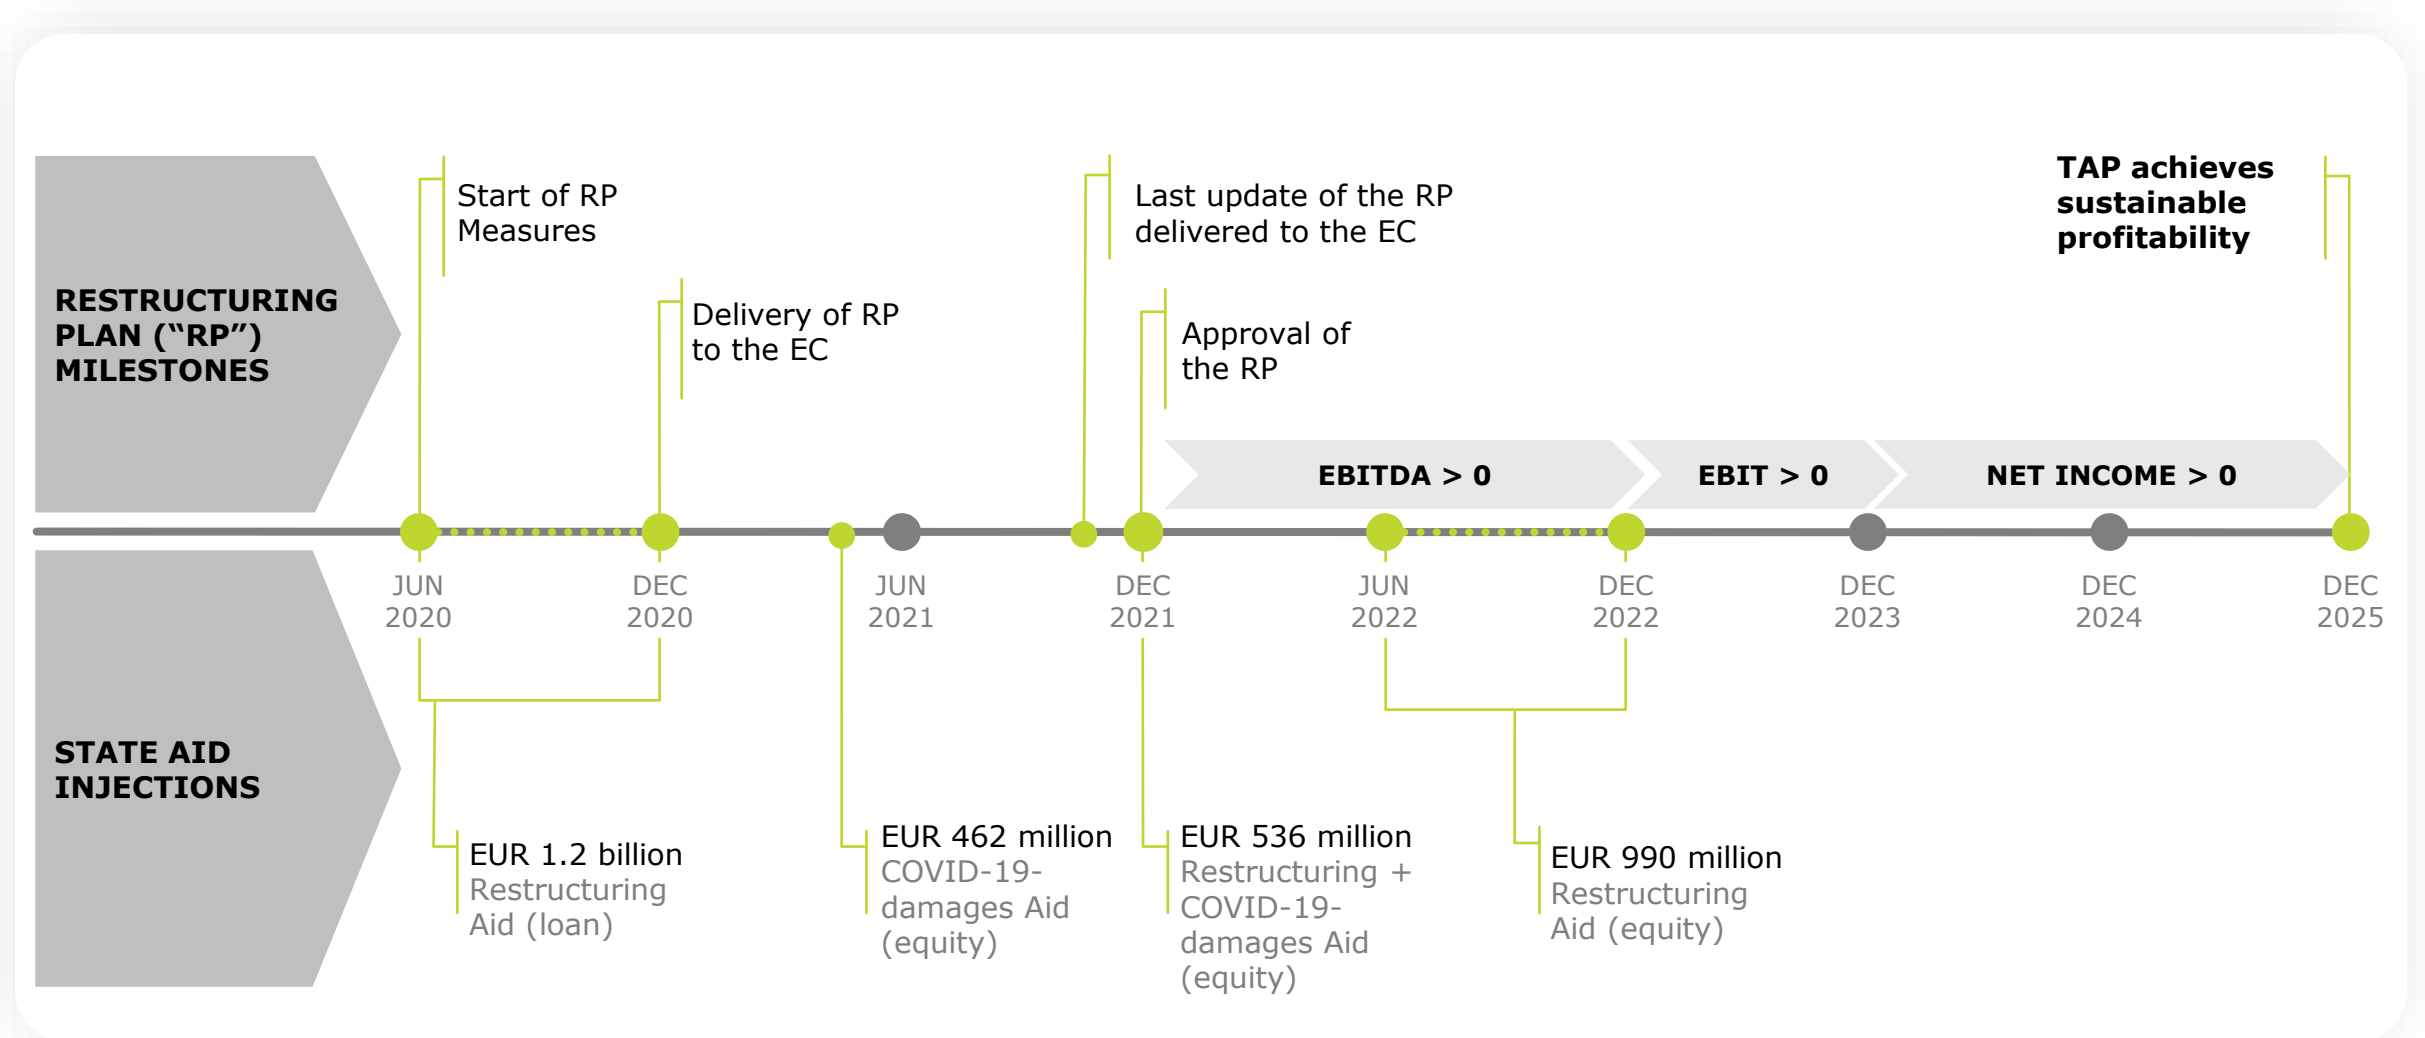 RESTRUCTURING
PLAN (“RP”)
MILESTONES
Start of RP
Measures
Delivery of RP
to the EC
Last update of the RP
delivered to the EC
Approval of
the RP
TAP achieves
sustainable
profitability
EBITDA > 0
EBIT > 0
NET INCOME > 0
JUN
2020
DEC
2020
JUN
2021
DEC
2021
JUN
2022
DEC
2022
DEC
2023
DEC
2024
DEC
2025
STATE AID
INJECTIONS
EUR 1.2 billion
Restructuring
Aid (loan)
EUR 462 million
COVID-19-
damages Aid
(equity)
EUR 536 million
Restructuring +
COVID-19-
damages Aid
(equity)
EUR 990 million
Restructuring
Aid (equity)